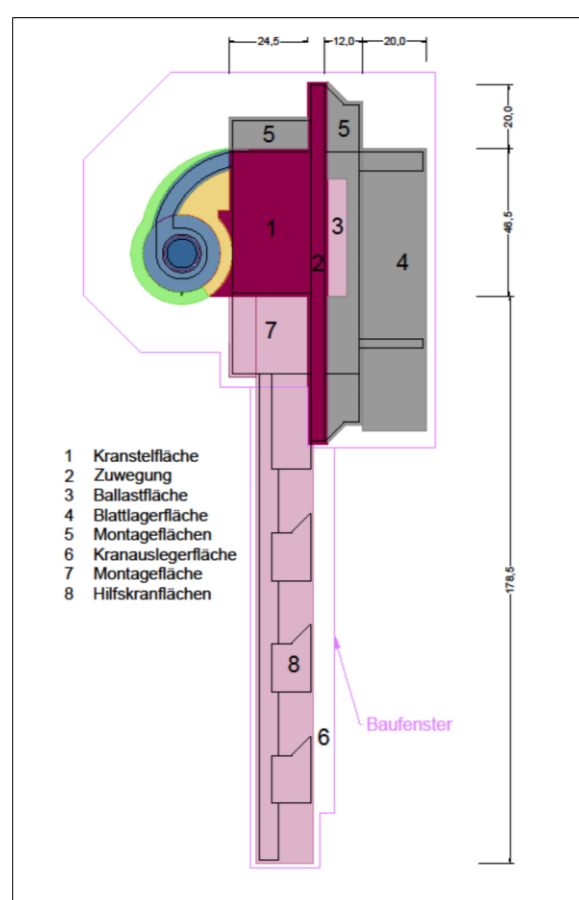 24,5 12,0 20,0
20,0
5 5
46,5
1 3
2 4
7
1 Kranstelfläche
2 Zuwegung
3 Ballastfläche
4 Blattlagerfläche
5 Montageflächen
6 Kranauslegerfläche
7 Montagefläche
8 Hilfskranflächen
178,5
8
6
Baufenster